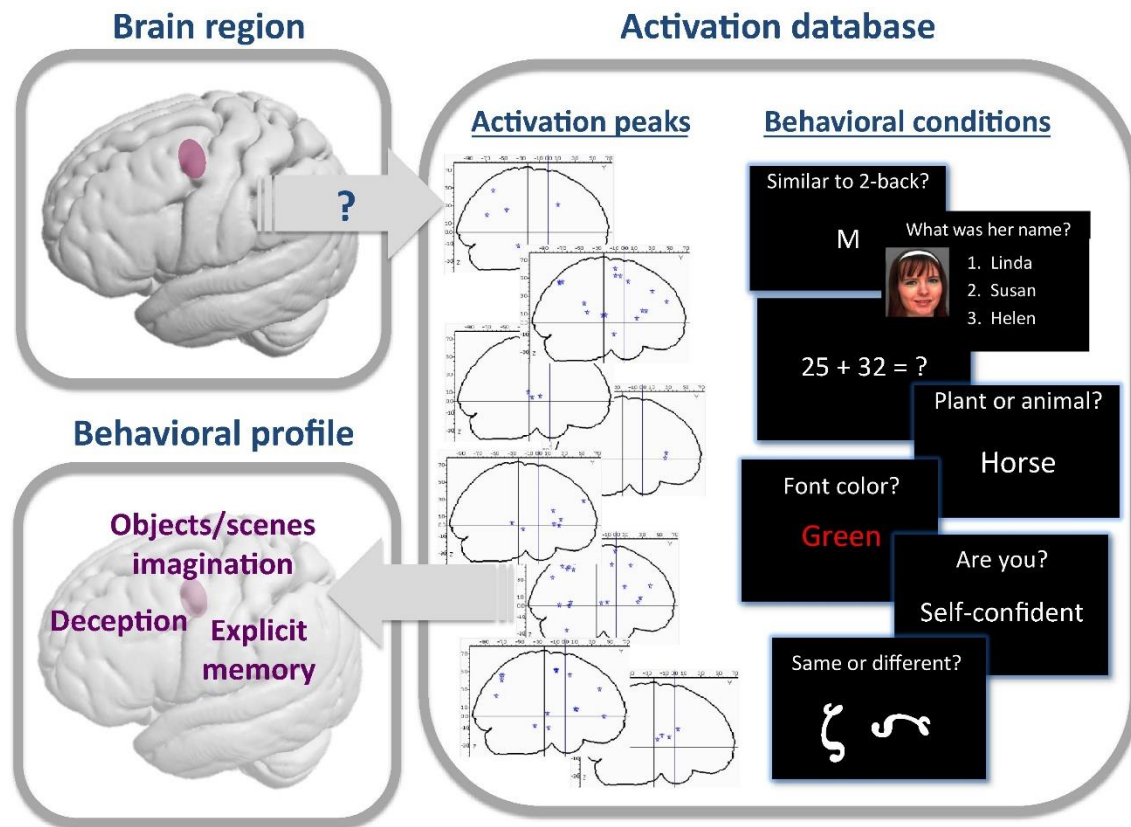 Brain region
Activation database
?
Activation peaks
Behavioral conditions
Similar to 2-back?
M
What was her name?
1. Linda
2. Susan
3. Helen
25 + 32 = ?
Plant or animal?
Horse
Font color?
Green
Are you?
Self-confident
Same or different?
Behavioral profile
Objects/scenes
imagination
Deception
Explicit
memory